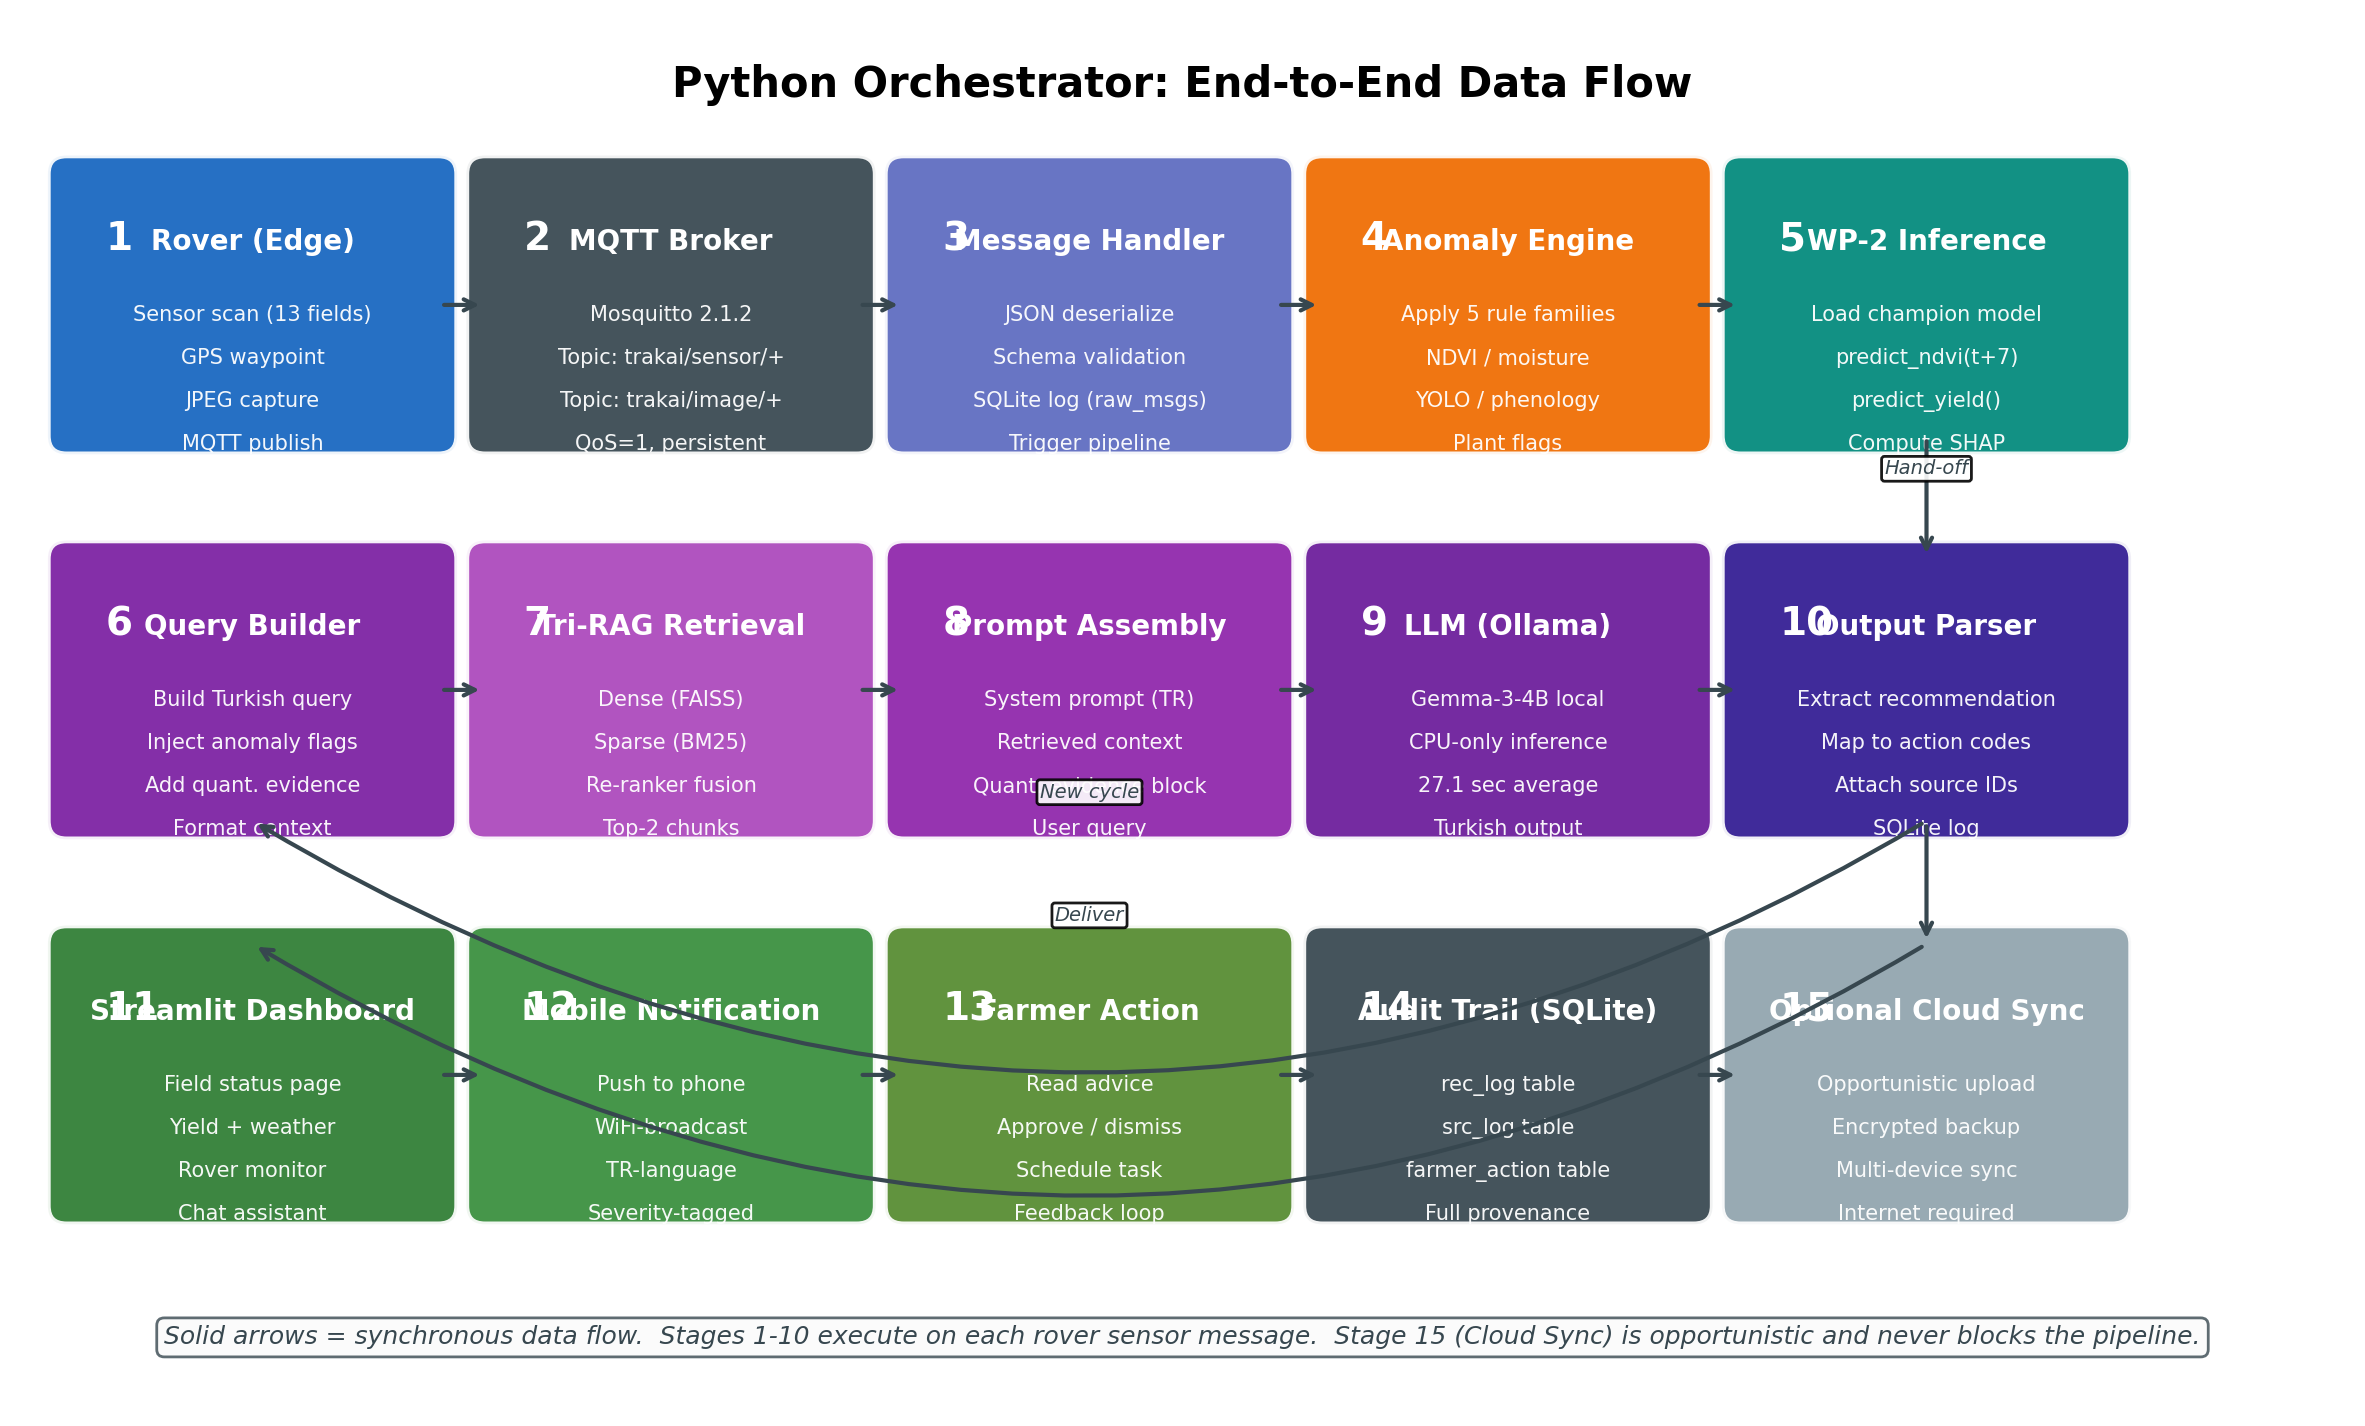 Python Orchestrator: End-to-End Data Flow
1 Rover (Edge)
Sensor scan (13 fields)
GPS waypoint
JPEG capture
MQTT publish
2 MQTT Broker
Mosquitto 2.1.2
Topic: trakai/sensor/+
Topic: trakai/image/+
QoS=1, persistent
3 Message Handler
JSON deserialize
Schema validation
SQLite log (raw_msgs)
Trigger pipeline
4 Anomaly Engine
Apply 5 rule families
NDVI / moisture
YOLO / phenology
Plant flags
5 WP-2 Inference
Load champion model
predict_ndvi(t+7)
predict_yield()
Compute SHAP
Hand-off
6 Query Builder
Build Turkish query
Inject anomaly flags
Add quant. evidence
Format context
7 Tri-RAG Retrieval
Dense (FAISS)
Sparse (BM25)
Re-ranker fusion
Top-2 chunks
8 Prompt Assembly
System prompt (TR)
Retrieved context
Quant block
New cycle
User query
9 LLM (Ollama)
Gemma-3-4B local
CPU-only inference
27.1 sec average
Turkish output
10 Output Parser
Extract recommendation
Map to action codes
Attach source IDs
SQLite log
Deliver
11 Streamlit Dashboard
Field status page
Yield + weather
Rover monitor
Chat assistant
12 Mobile Notification
Push to phone
WiFi-broadcast
TR-language
Severity-tagged
13 Farmer Action
Read advice
Approve / dismiss
Schedule task
Feedback loop
14 Audit Trail (SQLite)
rec_log table
src_log table
farmer_action table
Full provenance
15 Optional Cloud Sync
Opportunistic upload
Encrypted backup
Multi-device sync
Internet required
Solid arrows = synchronous data flow.  Stages 1-10 execute on each rover sensor message.  Stage 15 (Cloud Sync) is opportunistic and never blocks the pipeline.